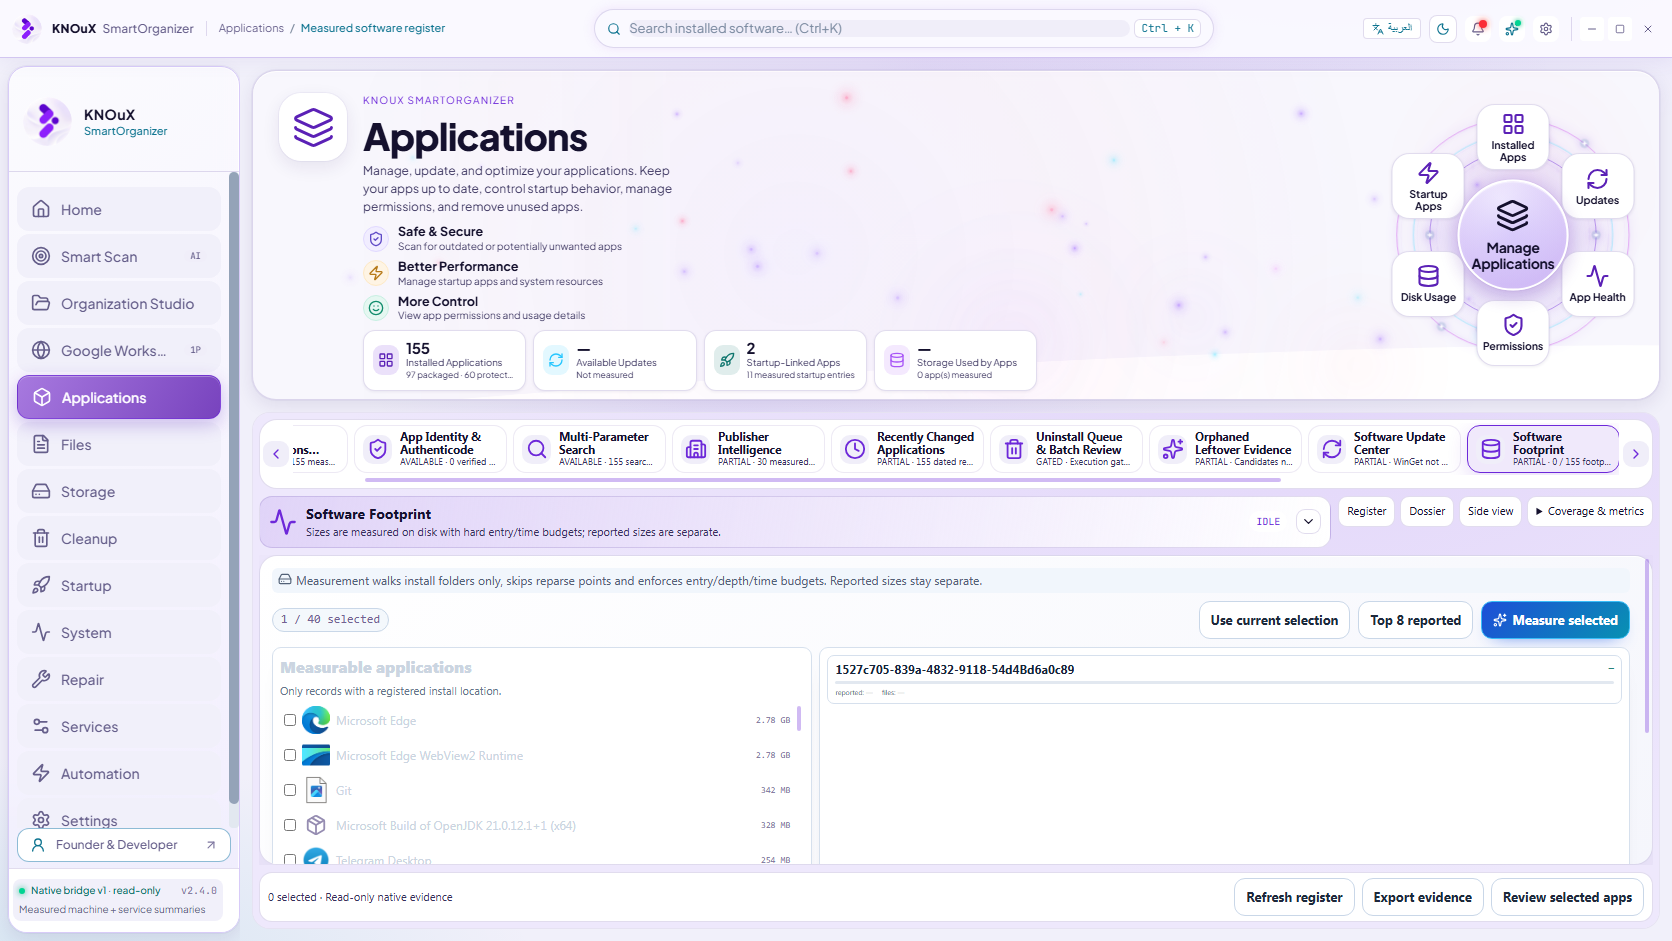 KNOuX SmartOrganizer
Applications / Measured software register
Search installed software... (Ctrl+K)
Ctrl + K
العربية
KNOuX
SmartOrganizer
Home
Smart Scan AI
Organization Studio
Google Works... 1P
Applications
Files
Storage
Cleanup
Startup
System
Repair
Services
Automation
Settings
Founder & Developer
Native bridge v1 · read-only v2.4.0
Measured machine + service summaries
KNOUX SMARTORGANIZER
Applications
Manage, update, and optimize your applications. Keep
your apps up to date, control startup behavior, manage
permissions, and remove unused apps.
Safe & Secure
Scan for outdated or potentially unwanted apps
Better Performance
Manage startup apps and system resources
More Control
View app permissions and usage details
155
Installed Applications
97 packaged · 60 protect...
—
Available Updates
Not measured
2
Startup-Linked Apps
11 measured startup entries
—
Storage Used by Apps
0 app(s) measured
Installed
Apps
Startup
Apps
Updates
Manage
Applications
Disk Usage
App Health
Permissions
ons...
155 meas...
App Identity &
Authenticode
AVAILABLE · 0 verified ...
Multi-Parameter
Search
AVAILABLE · 155 searc...
Publisher
Intelligence
PARTIAL · 30 measured...
Recently Changed
Applications
PARTIAL · 155 dated re...
Uninstall Queue
& Batch Review
GATED · Execution gat...
Orphaned
Leftover Evidence
PARTIAL · Candidates n...
Software Update
Center
PARTIAL · WinGet not ...
Software
Footprint
PARTIAL · 0 / 155 footp...
Software Footprint
Sizes are measured on disk with hard entry/time budgets; reported sizes are separate.
IDLE
Register
Dossier
Side view
Coverage & metrics
Measurement walks install folders only, skips reparse points and enforces entry/depth/time budgets. Reported sizes stay separate.
1 / 40 selected
Use current selection
Top 8 reported
Measure selected
Measurable applications
Only records with a registered install location.
Microsoft Edge 2.78 GB
Microsoft Edge WebView2 Runtime 2.78 GB
Git 342 MB
Microsoft Build of OpenJDK 21.0.12.1+1 (x64) 328 MB
Telegram Desktop 254 MB
1527c705-839a-4832-9118-54d4Bd6a0c89 —
reported: — files: —
0 selected · Read-only native evidence
Refresh register
Export evidence
Review selected apps